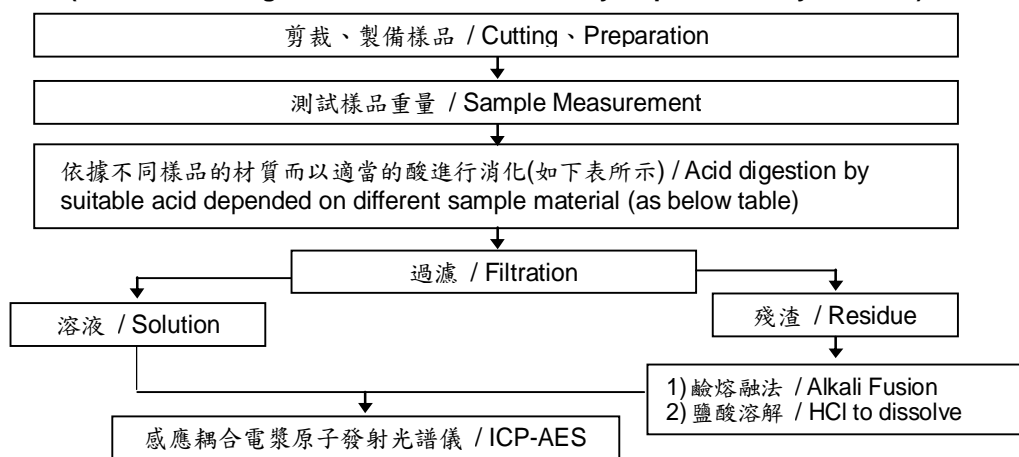 剪裁、製備樣品 / Cutting、Preparation
測試樣品重量 / Sample Measurement
依據不同樣品的材質而以適當的酸進行消化(如下表所示) / Acid digestion by
suitable acid depended on different sample material (as below table)
過濾 / Filtration
溶液 / Solution
殘渣 / Residue
1) 鹼熔融法 / Alkali Fusion
2) 鹽酸溶解 / HCl to dissolve
感應耦合電漿原子發射光譜儀 / ICP-AES